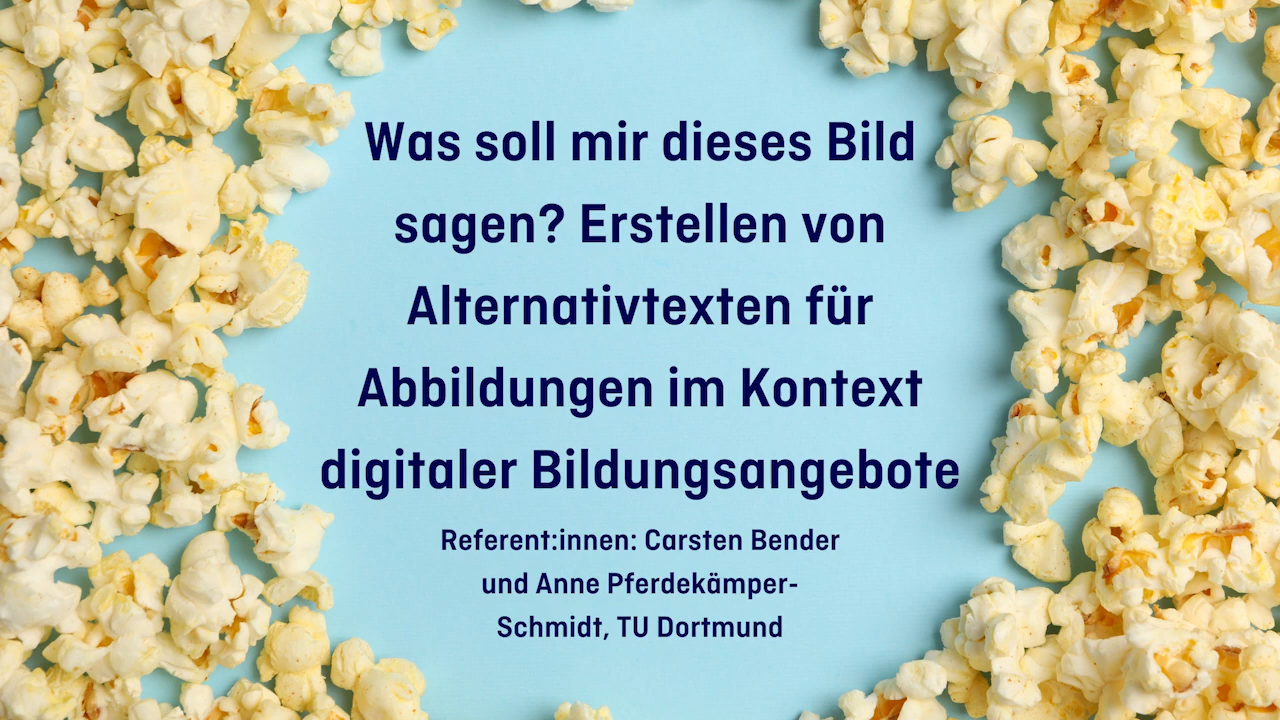 Was soll mir dieses Bild
sagen? Erstellen von
Alternativtexten für
Abbildungen im Kontext
digitaler Bildungsangebote
Referent:innen: Carsten Bender
und Anne Pferdekämper-
Schmidt, TU Dortmund